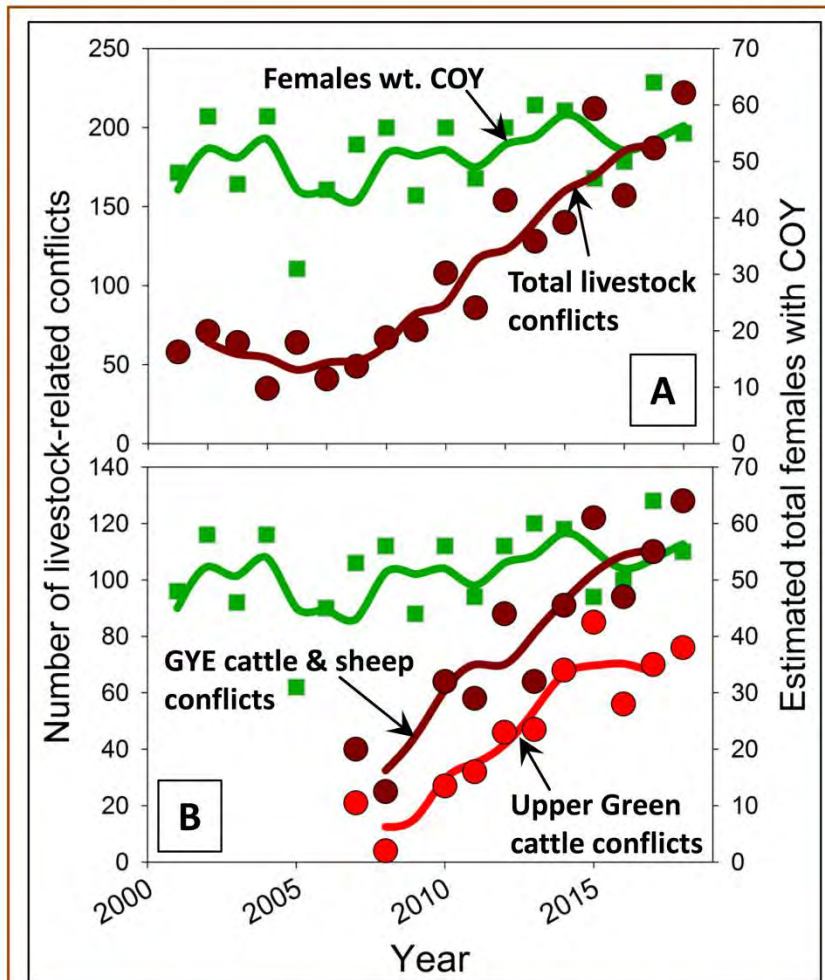 250
200
150
100
50
0
70
60
50
40
30
20
10
0
Females wt. COY
Total livestock
conflicts
A
140
120
100
80
60
40
20
0
70
60
50
40
30
20
10
0
GYE cattle & sheep
conflicts
Upper Green
cattle conflicts
B
Number of livestock-related conflicts
Estimated total females with COY
2000
2005
2010
2015
Year